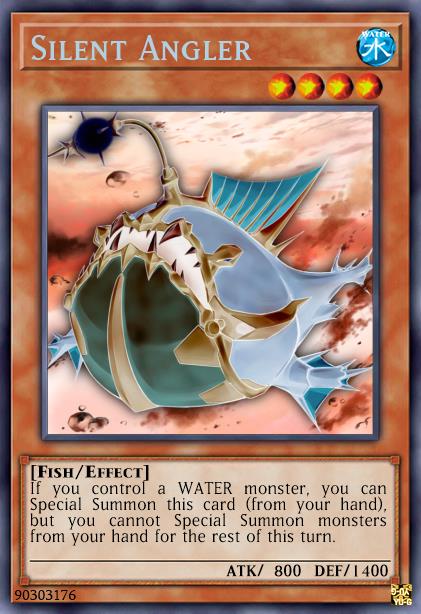 Silent Angler
WATER
水
[Fish/Effect]
If you control a WATER monster, you can
Special Summon this card (from your hand),
but you cannot Special Summon monsters
from your hand for the rest of this turn.
ATK/ 800 DEF/1400
90303176